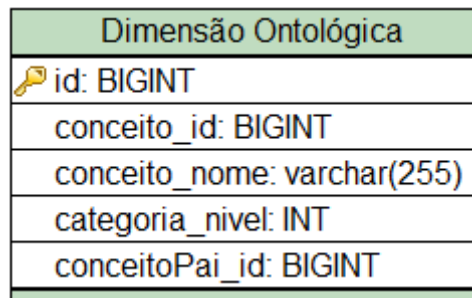 Dimensão Ontológica
id: BIGINT
conceito_id: BIGINT
conceito_nome: varchar(255)
categoria_nivel: INT
conceitoPai_id: BIGINT